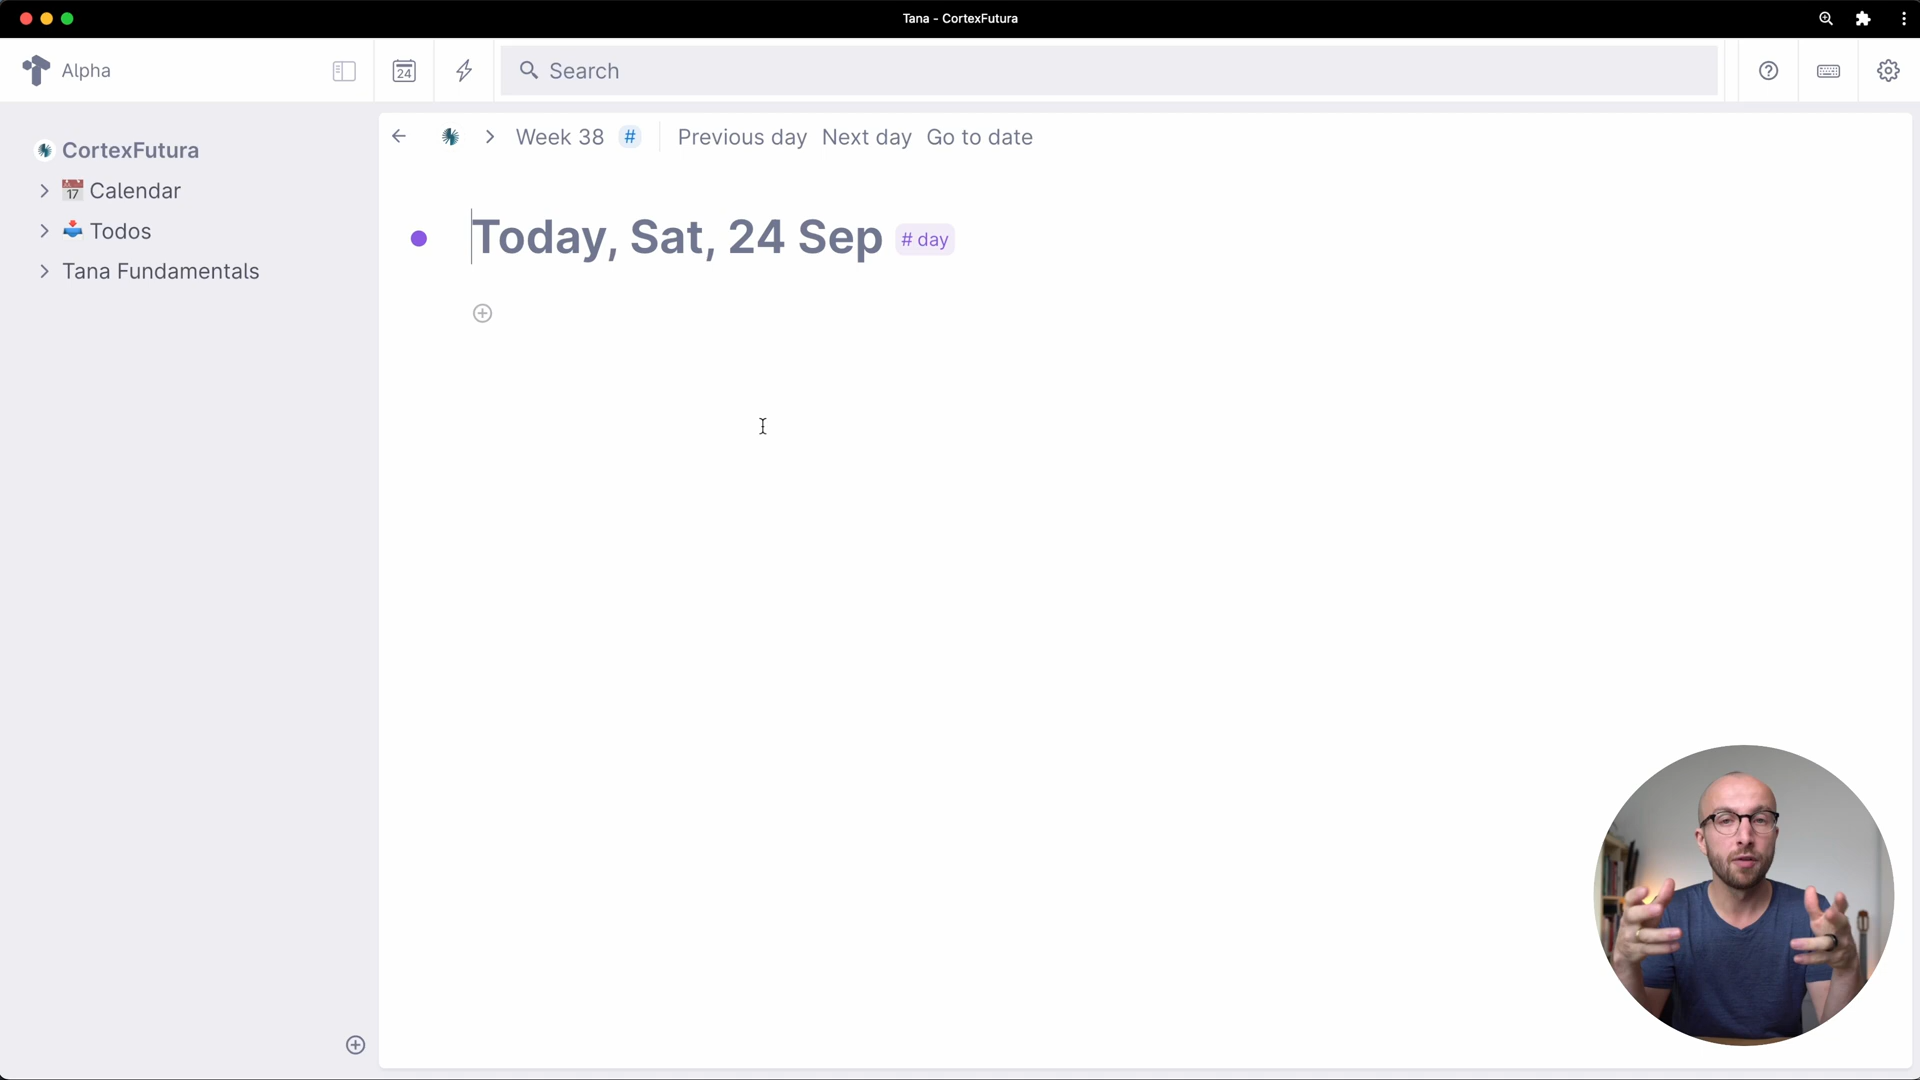 Tana - CortexFutura
Alpha
24
Search
CortexFutura
17 Calendar
Todos
Tana Fundamentals
Week 38 #
Previous day Next day Go to date
Today, Sat, 24 Sep # day